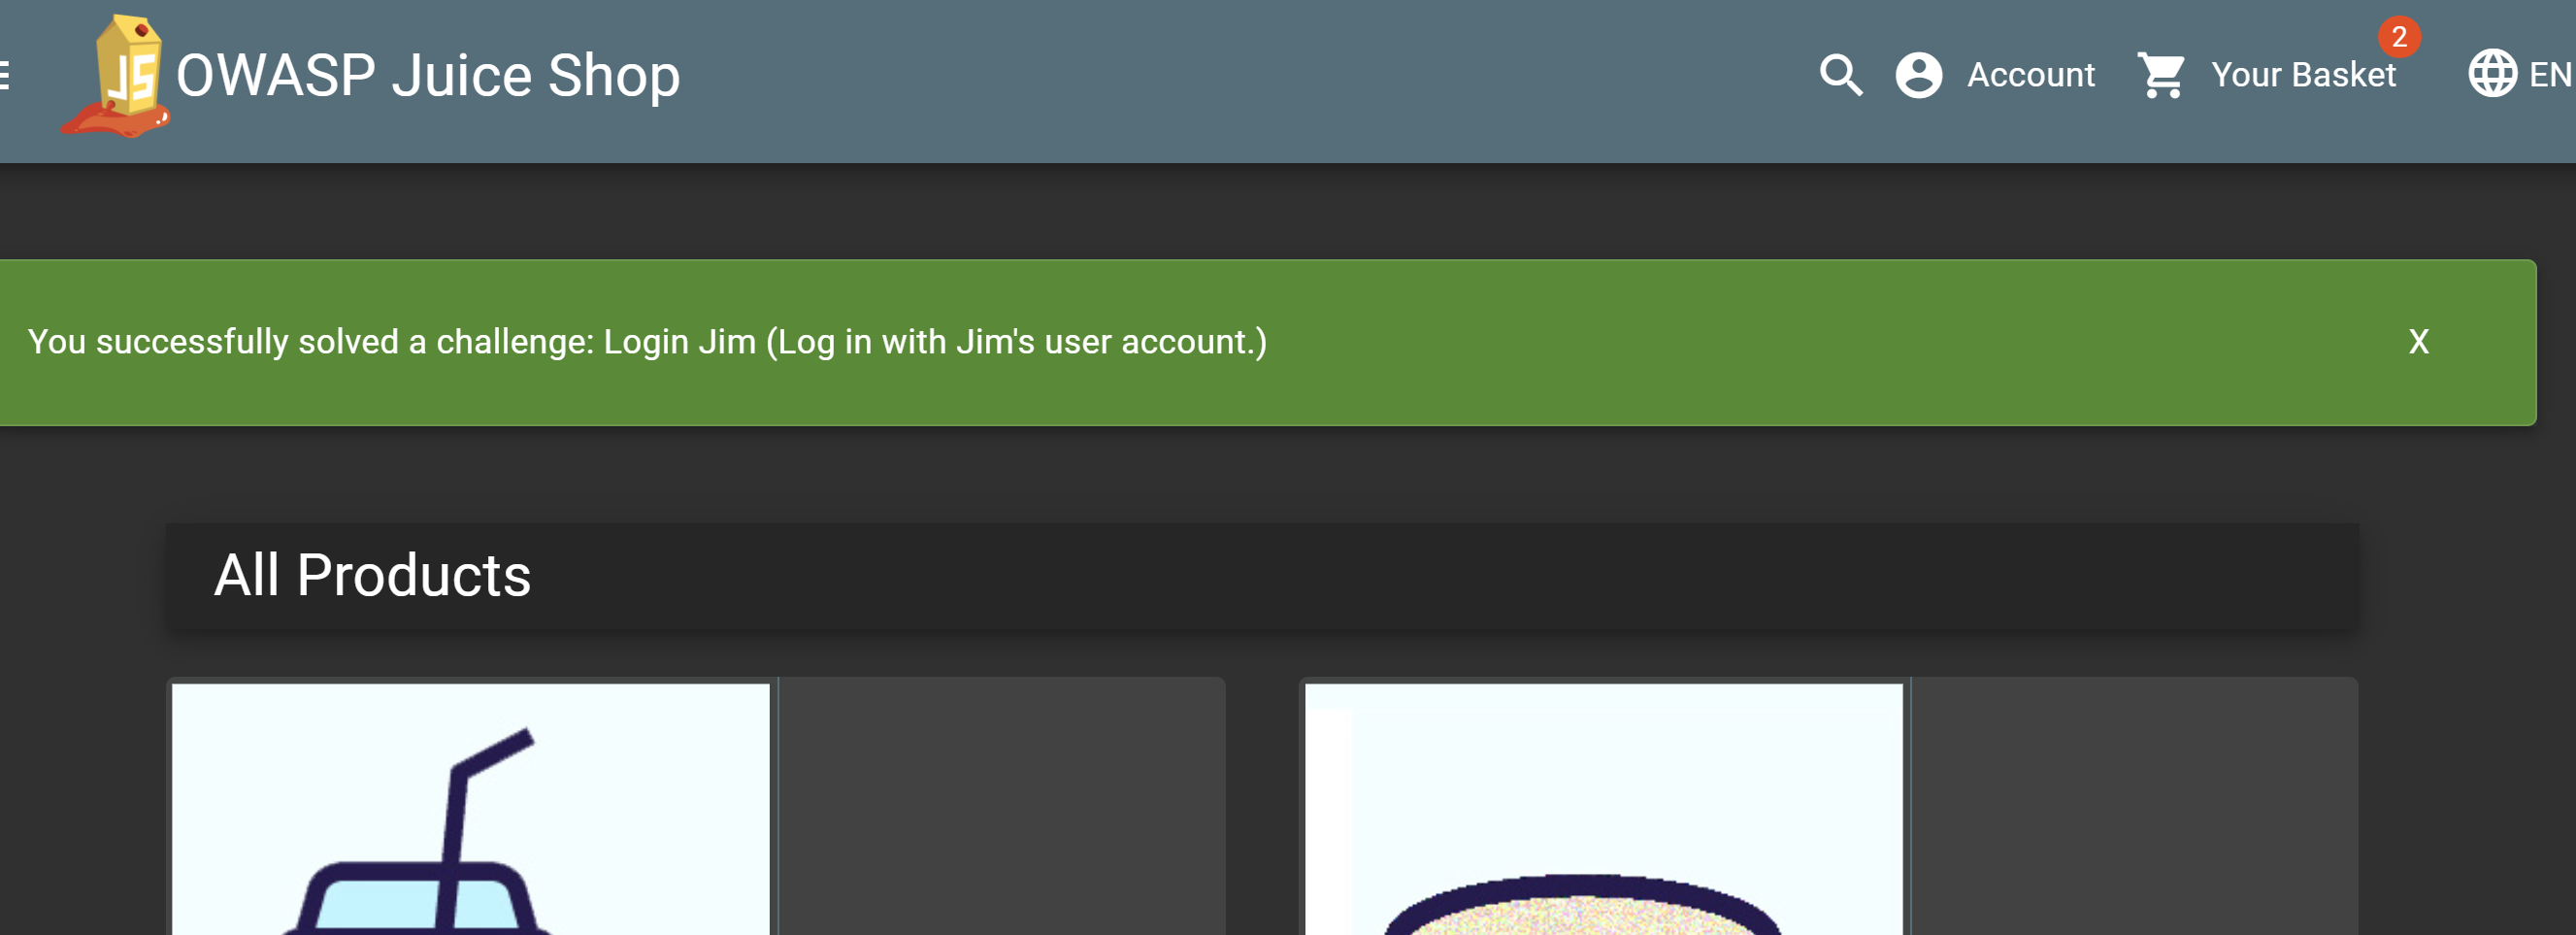 JS
OWASP Juice Shop
Account
Your Basket
2
EN
You successfully solved a challenge: Login Jim (Log in with Jim's user account.)
X
All Products